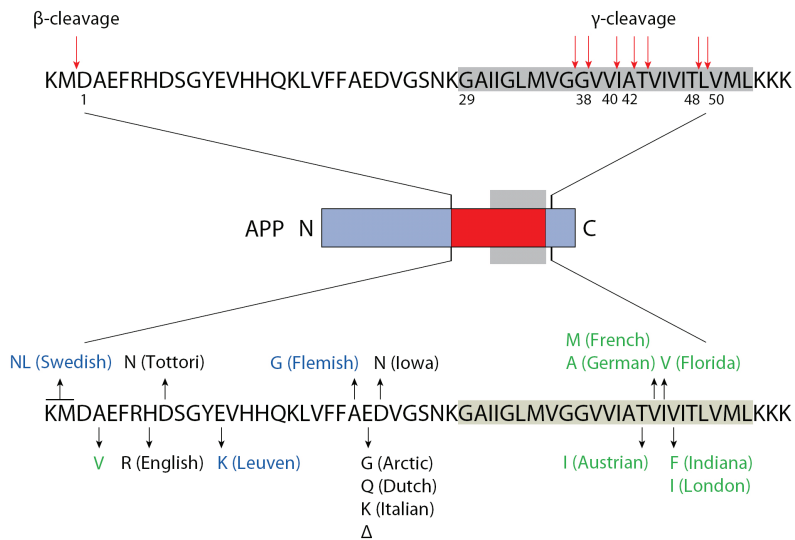 β-cleavage γ-cleavage
KMDAEFRHDSGYEVHHQKLVFFAEDVGSNKGAIIGLMVGGVVIATVIVITLVMLKKK
1 29 38 40 42 48 50
APP N C
M (French)
NL (Swedish) N (Tottori) G (Flemish) N (Iowa) A (German) V (Florida)
KMDAEFRHDSGYEVHHQKLVFFAEDVGSNKGAIIGLMVGGVVIATVIVITLVMLKKK
V R (English) K (Leuven) G (Arctic) I (Austrian) F (Indiana)
Q (Dutch) I (London)
K (Italian)
Δ